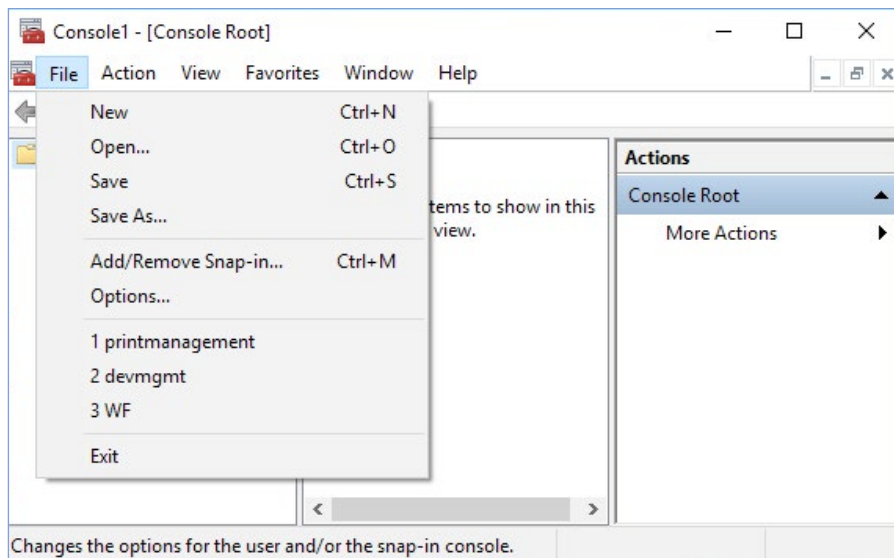 Console1 - [Console Root]
File Action View Favorites Window Help
New Ctrl+N
Open... Ctrl+O
Save Ctrl+S
Save As...
Add/Remove Snap-in... Ctrl+M
Options...
1 printmanagement
2 devmgmt
3 WF
Exit
tems to show in this
view.
Actions
Console Root
More Actions
Changes the options for the user and/or the snap-in console.